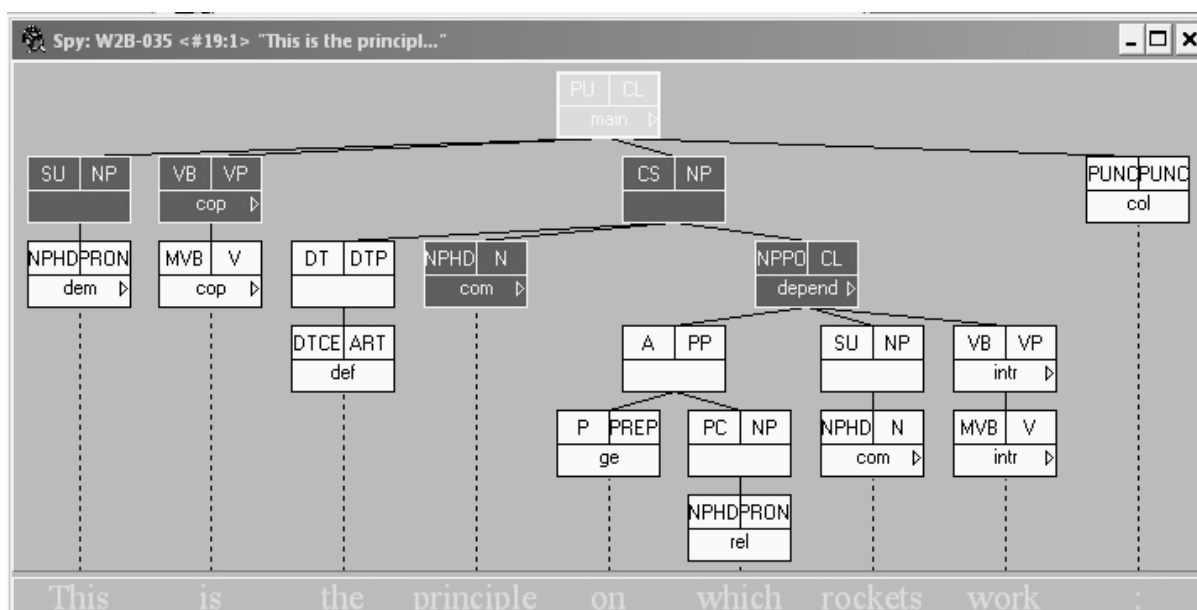 Spy: W2B-035 <#19:1> "This is the principl..."
PU CL
main
SU NP VB VP CS NP PUNC PUNC
cop col
NPHD PRON MVB V DT DTP NPHD N NPPO CL
dem cop com depend
DTCE ART A PP SU NP VB VP
def intr
P PREP PC NP NPHD N MVB V
ge com intr
NPHD PRON
rel
This is the principle on which rockets work :